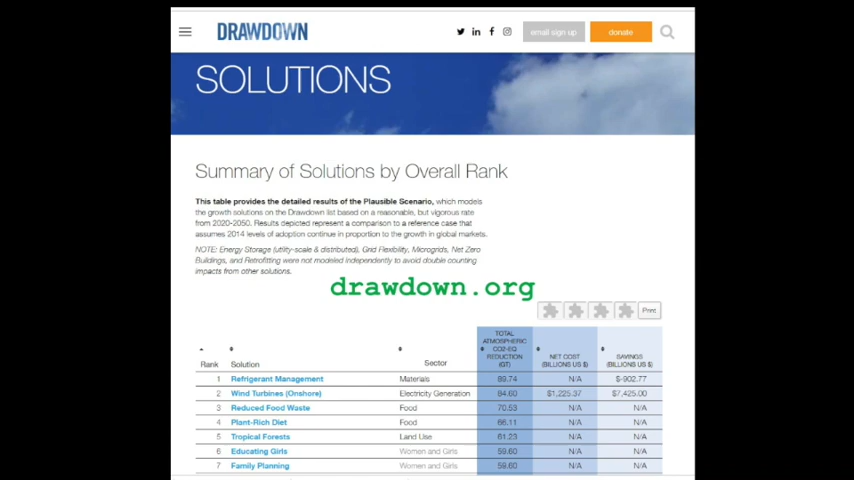 DRAWDOWN
email sign up
donate
SOLUTIONS
Summary of Solutions by Overall Rank
This table provides the detailed results of the Plausible Scenario, which models
the growth solutions on the Drawdown list based on a reasonable, but vigorous rate
from 2020-2050. Results depicted represent a comparison to a reference case that
assumes 2014 levels of adoption continue in proportion to the growth in global markets.
NOTE: Energy Storage (utility-scale & distributed), Grid Flexibility, Microgrids, Net Zero
Buildings, and Retrofitting were not modeled independently to avoid double counting
impacts from other solutions.
drawdown.org
Print
Rank Solution Sector TOTAL ATMOSPHERIC CO2-EQ REDUCTION (GT) NET COST (BILLIONS US $) SAVINGS (BILLIONS US $)
1 Refrigerant Management Materials 89.74 N/A $-902.77
2 Wind Turbines (Onshore) Electricity Generation 84.60 $1,225.37 $7,425.00
3 Reduced Food Waste Food 70.53 N/A N/A
4 Plant-Rich Diet Food 66.11 N/A N/A
5 Tropical Forests Land Use 61.23 N/A N/A
6 Educating Girls Women and Girls 59.60 N/A N/A
7 Family Planning Women and Girls 59.60 N/A N/A